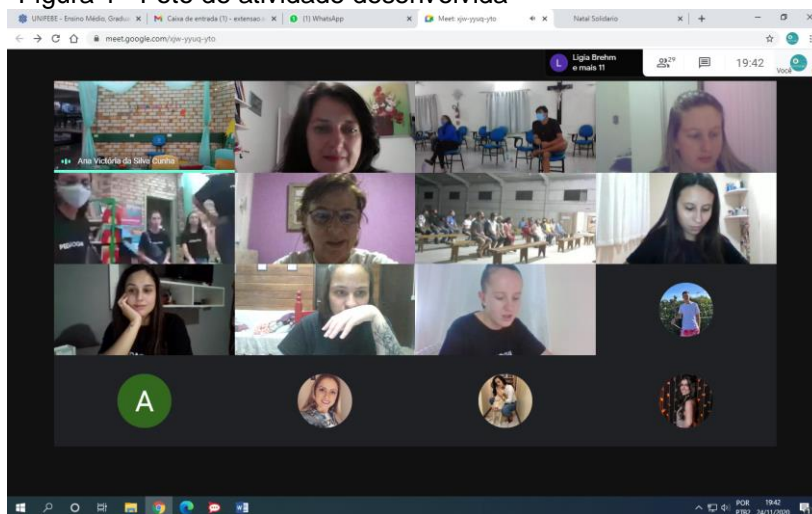 Figura 1 - Foto de atividade desenvolvida
UNIFEBE - Ensino Médio, Gradu
Caixa de entrada (1) - extensao
(1) WhatsApp
Meet: xjw-yyuq-yto
Natal Solidario
meet.google.com/xjw-yyuq-yto
L
Ligia Brehm
e mais 11
29
19:42
Você
Ana Victória da Silva Cunha
A
POR
PTB2
19:42
24/11/2020